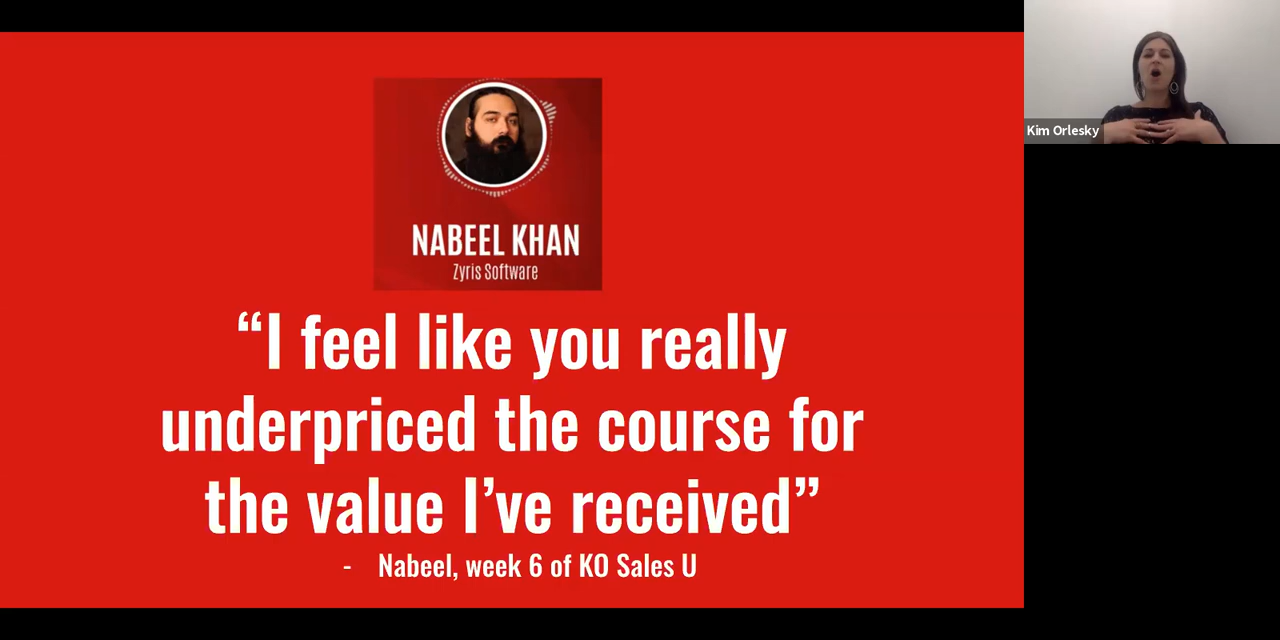 NABEEL KHAN
Zyris Software
“I feel like you really
underpriced the course for
the value I’ve received”
- Nabeel, week 6 of KO Sales U
Kim Orlesky